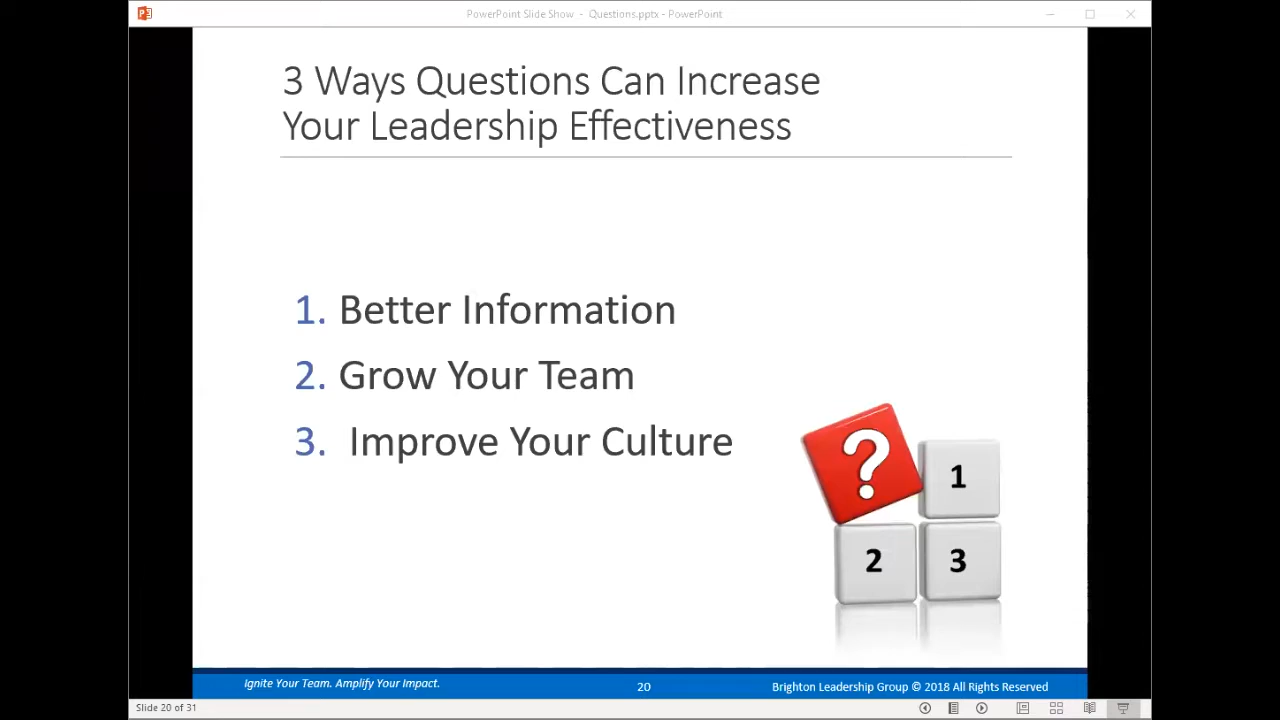 PowerPoint Slide Show - Questions.pptx - PowerPoint
3 Ways Questions Can Increase
Your Leadership Effectiveness
1. Better Information
2. Grow Your Team
3. Improve Your Culture
?
1
2
3
Ignite Your Team. Amplify Your Impact.
20
Brighton Leadership Group © 2018 All Rights Reserved
Slide 20 of 31